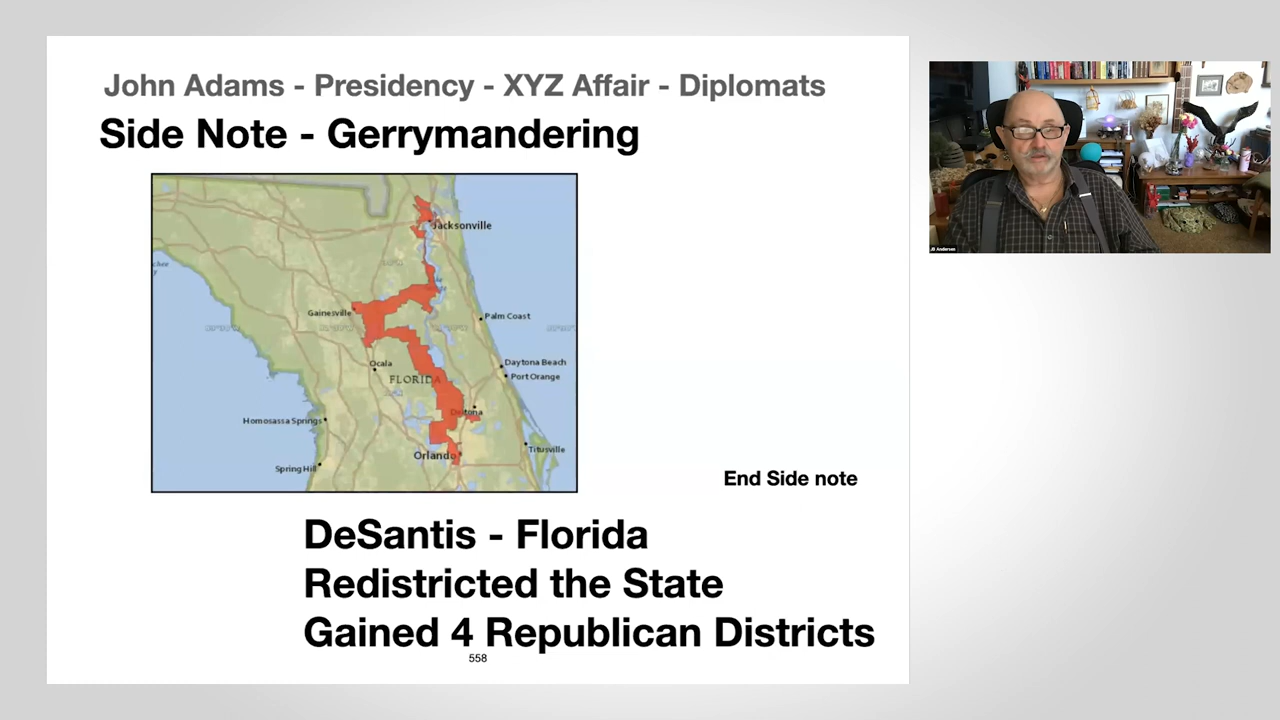 John Adams - Presidency - XYZ Affair - Diplomats
Side Note - Gerrymandering
Jacksonville
Gainesville
Palm Coast
Ocala
Daytona Beach
FLORIDA
Port Orange
Homosassa Springs
Titusville
Orlando
Spring Hill
End Side note
DeSantis - Florida
Redistricted the State
Gained 4 Republican Districts
558
JB Andersen